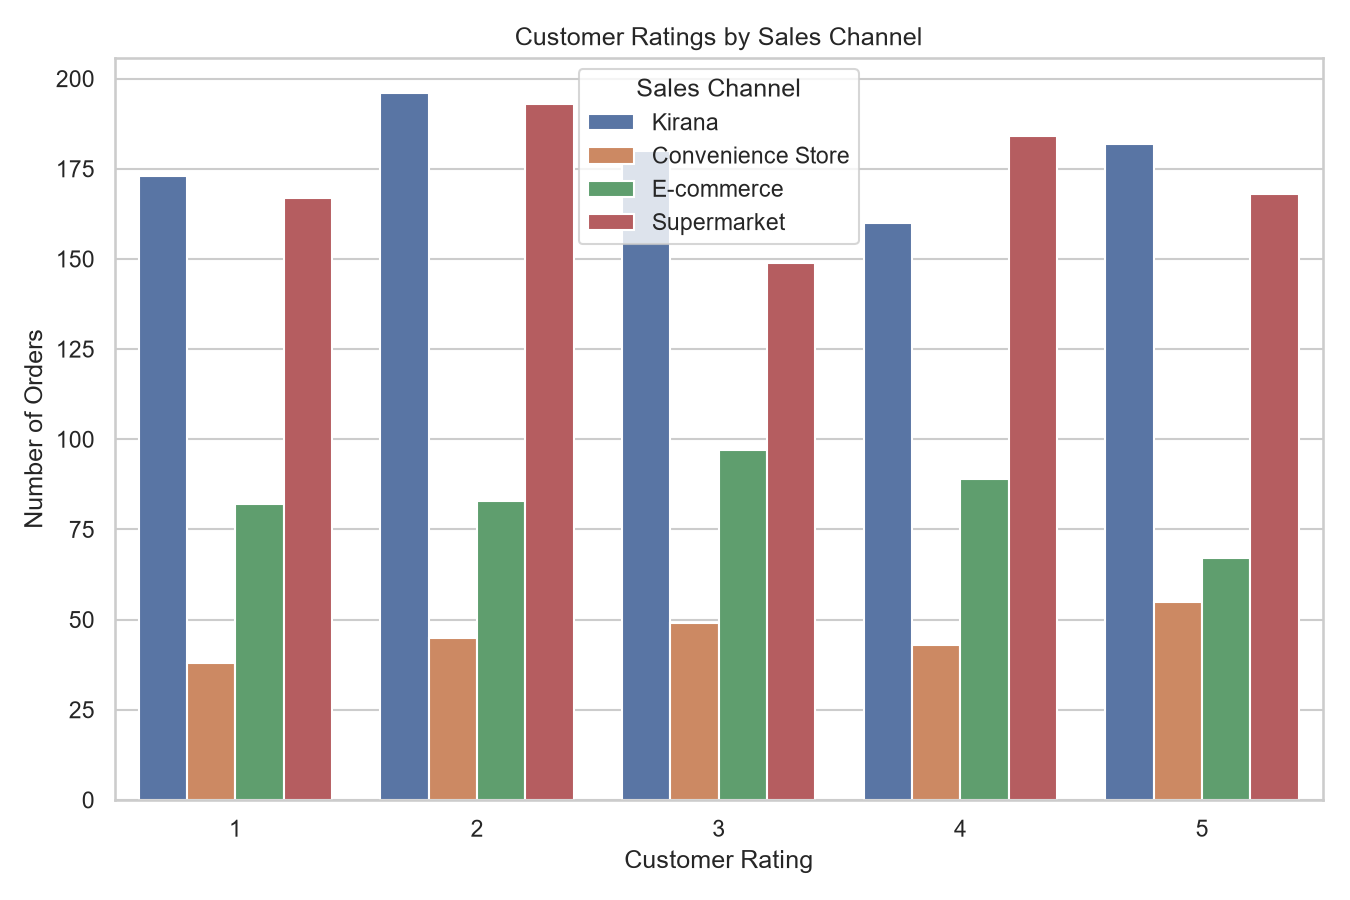 Customer Ratings by Sales Channel
Sales Channel
Kirana
Convenience Store
E-commerce
Supermarket
Number of Orders
200
175
150
125
100
75
50
25
0
1 2 3 4 5
Customer Rating